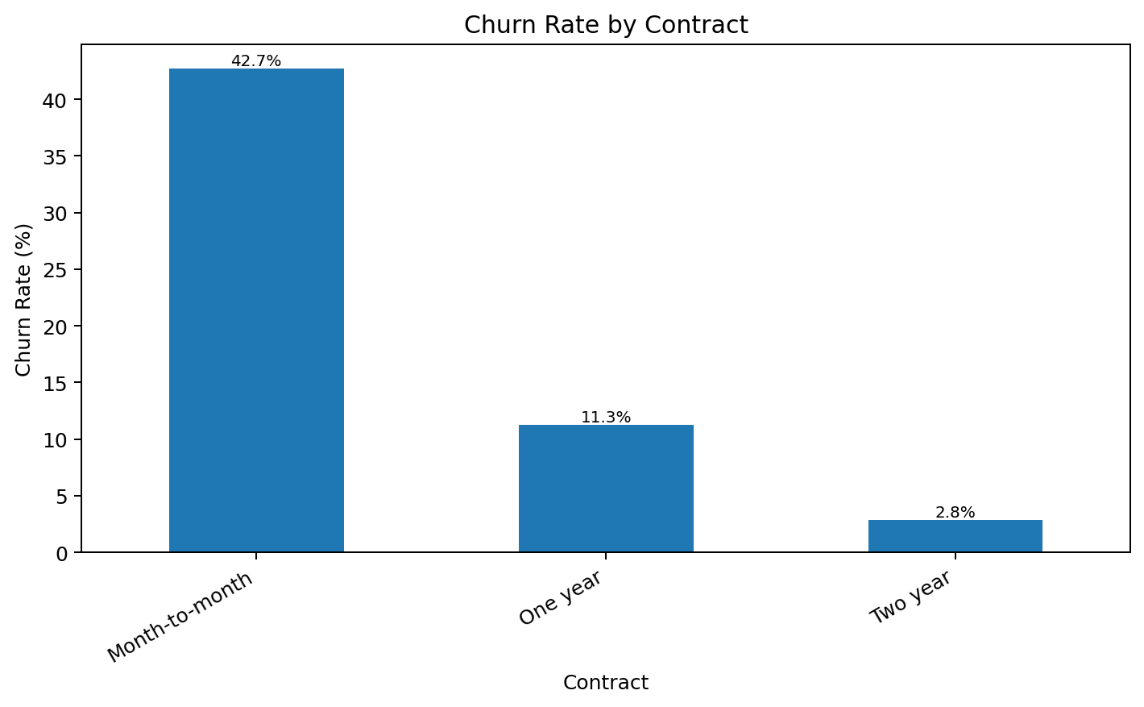 Churn Rate by Contract
42.7%
11.3%
2.8%
Churn Rate (%)
40
35
30
25
20
15
10
5
0
Month-to-month
One year
Two year
Contract